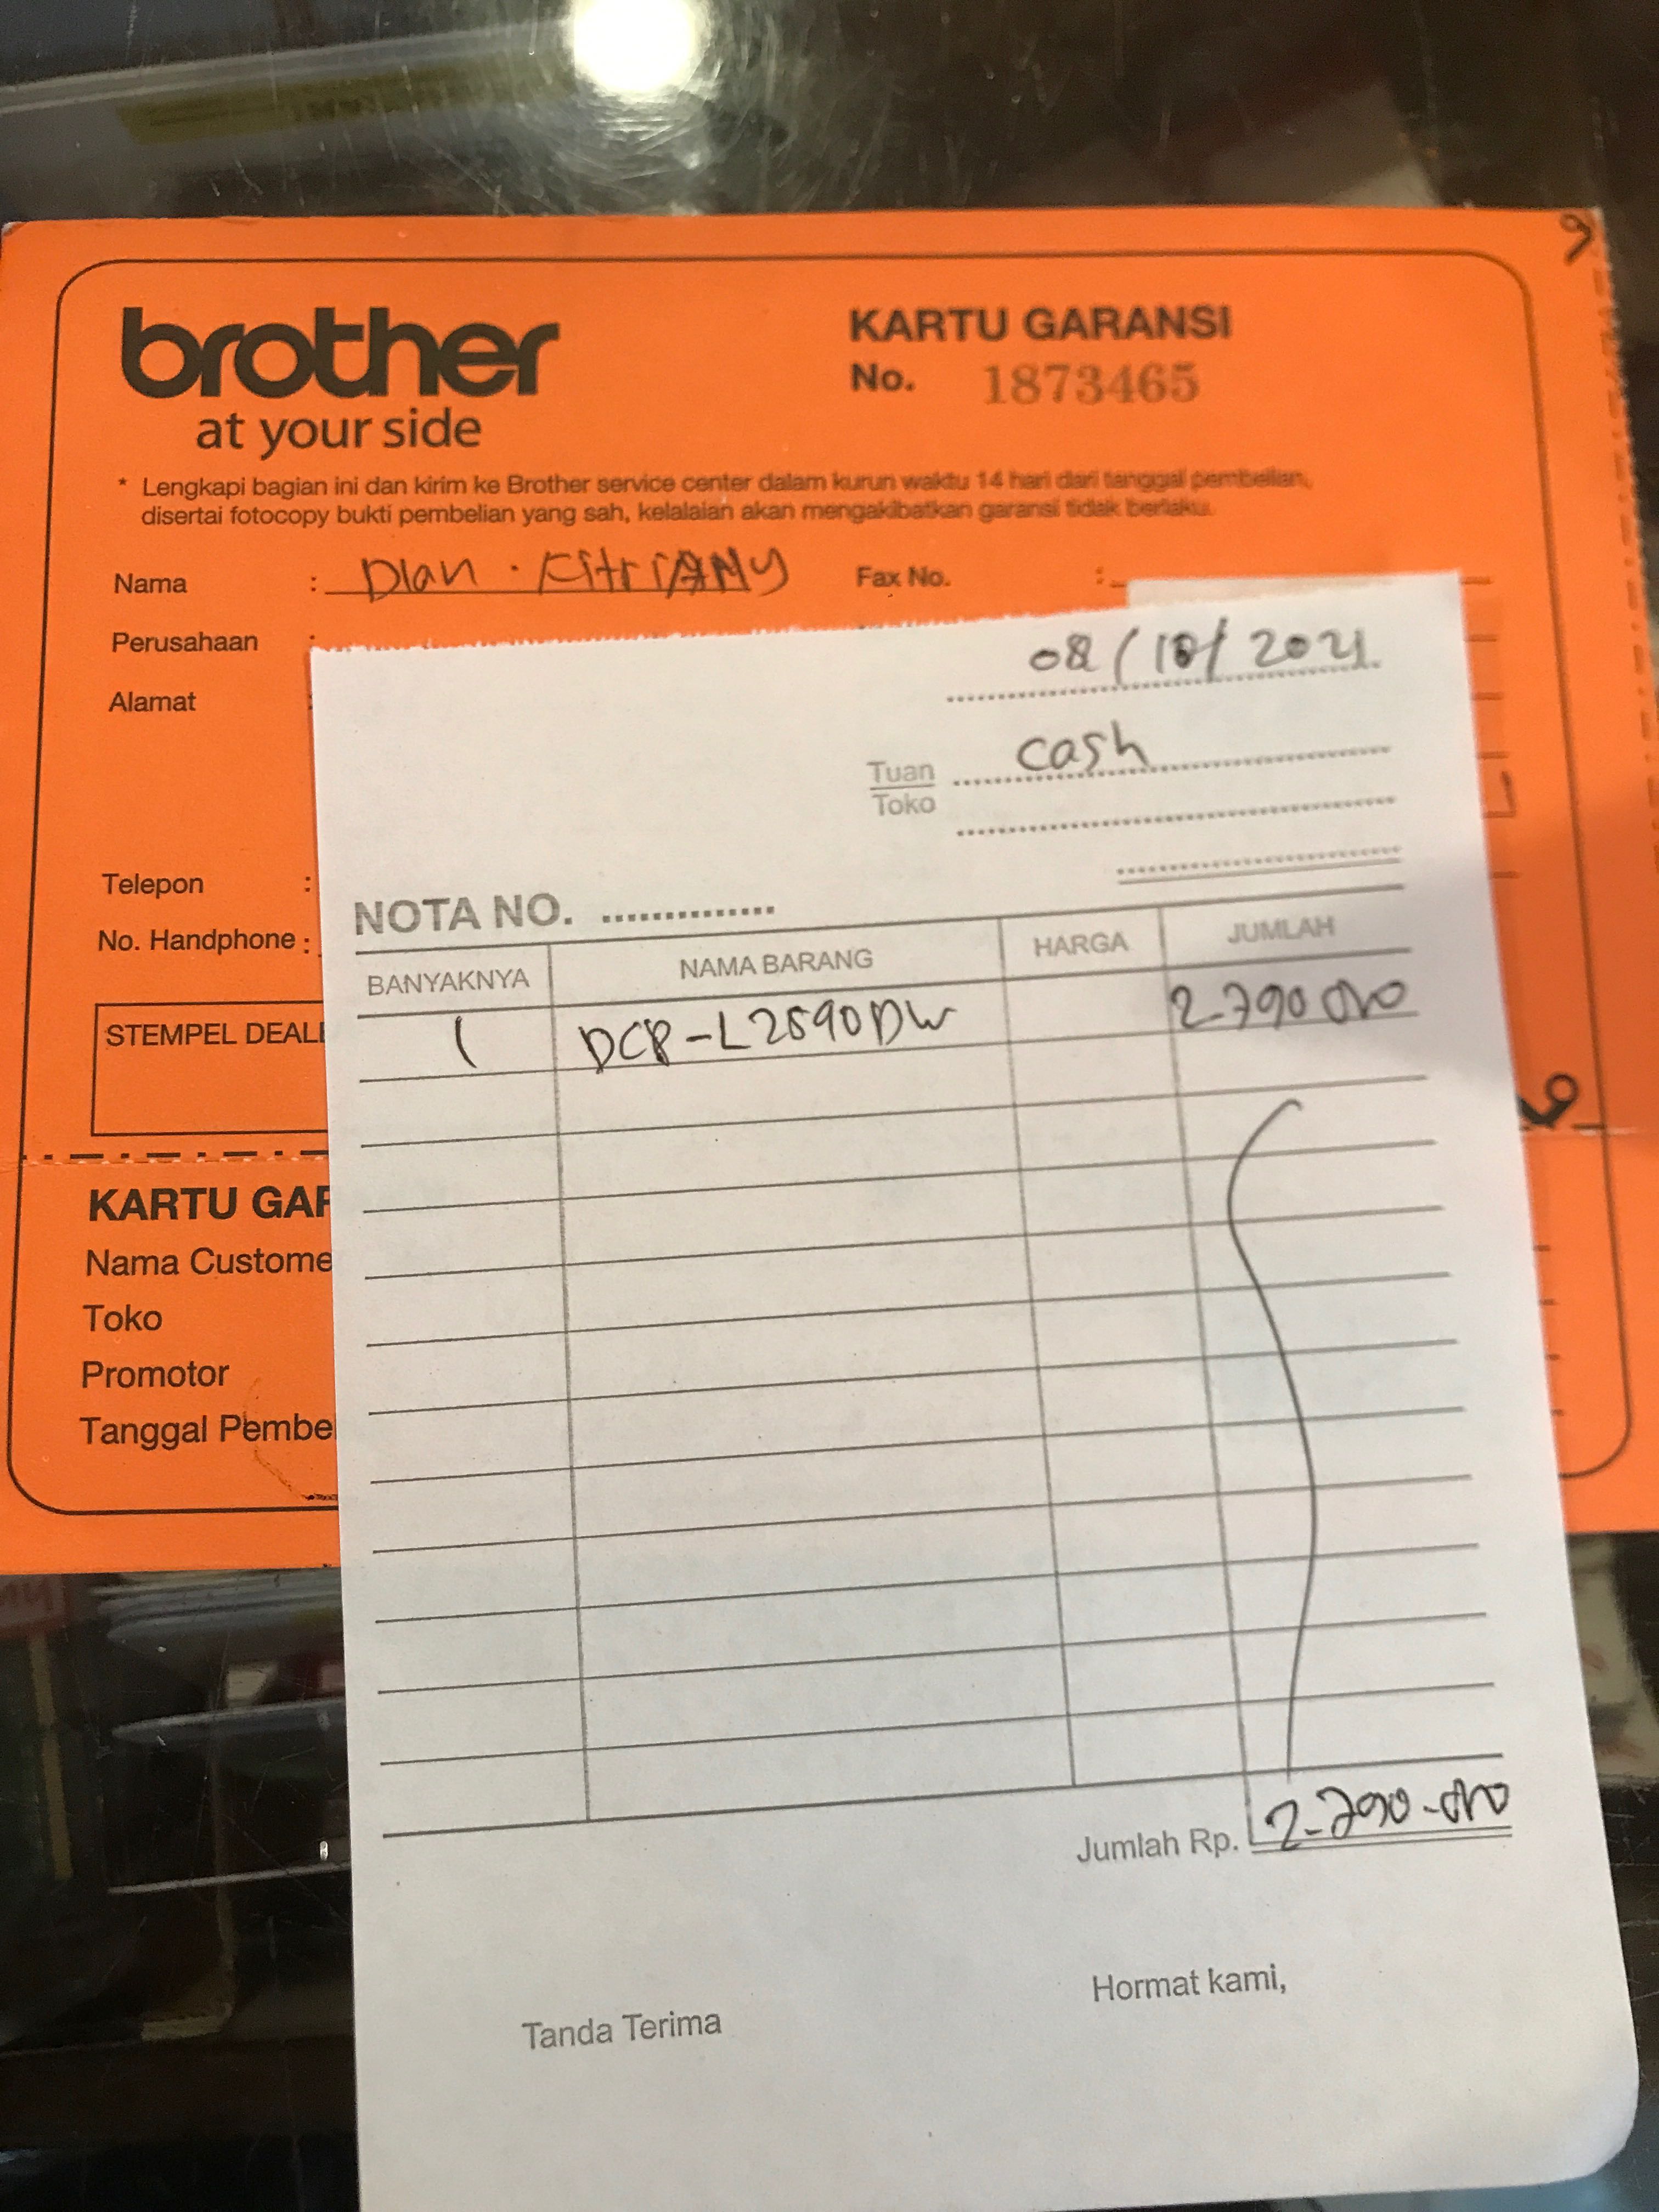 brother
at your side
KARTU GARANSI
No. 1873465
* Lengkapi bagian ini dan kirim ke Brother service center dalam kurun waktu 14 hari dari tanggal pembelian,
disertai fotocopy bukti pembelian yang sah, kelalaian akan mengakibatkan garansi tidak berlaku.
Nama : Dian . FitriANy Fax No. :
Perusahaan :
Alamat
Telepon :
No. Handphone :
STEMPEL DEAL
KARTU GAR
Nama Custome
Toko
Promotor
Tanggal Pembe
08/10/2021
Tuan cash
Toko
NOTA NO.
BANYAKNYA NAMA BARANG HARGA JUMLAH
1 DCP-L2590DW 2.790.000
Jumlah Rp. 2.790.000
Hormat kami,
Tanda Terima